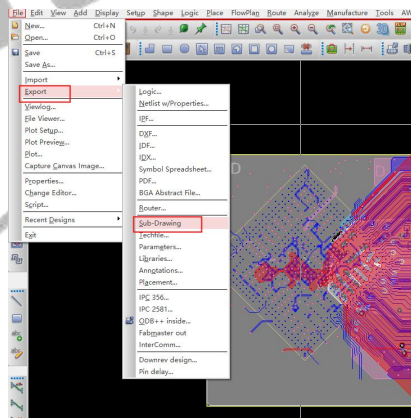 File Edit View Add Display Setup Shape Logic Place FlowPlan Route Analyze Manufacture Tools AW
New... Ctrl+N
Open... Ctrl+O
Save Ctrl+S
Save As...
Import
Export
Viewlog...
File Viewer...
Plot Setup...
Plot Preview...
Plot...
Capture Canvas Image...
Properties...
Change Editor...
Script...
Recent Designs
Exit
Logic...
Netlist w/Properties...
IPF...
DXF...
IDF...
IDX...
Symbol Spreadsheet...
PDF...
BGA Abstract File...
Router...
Sub-Drawing
Techfile...
Parameters...
Libraries...
Annotations...
Placement...
IPC 356...
IPC 2581...
ODB++ inside...
Fabmaster out
InterComm...
Downrev design...
Pin delay...
D
abc
abc